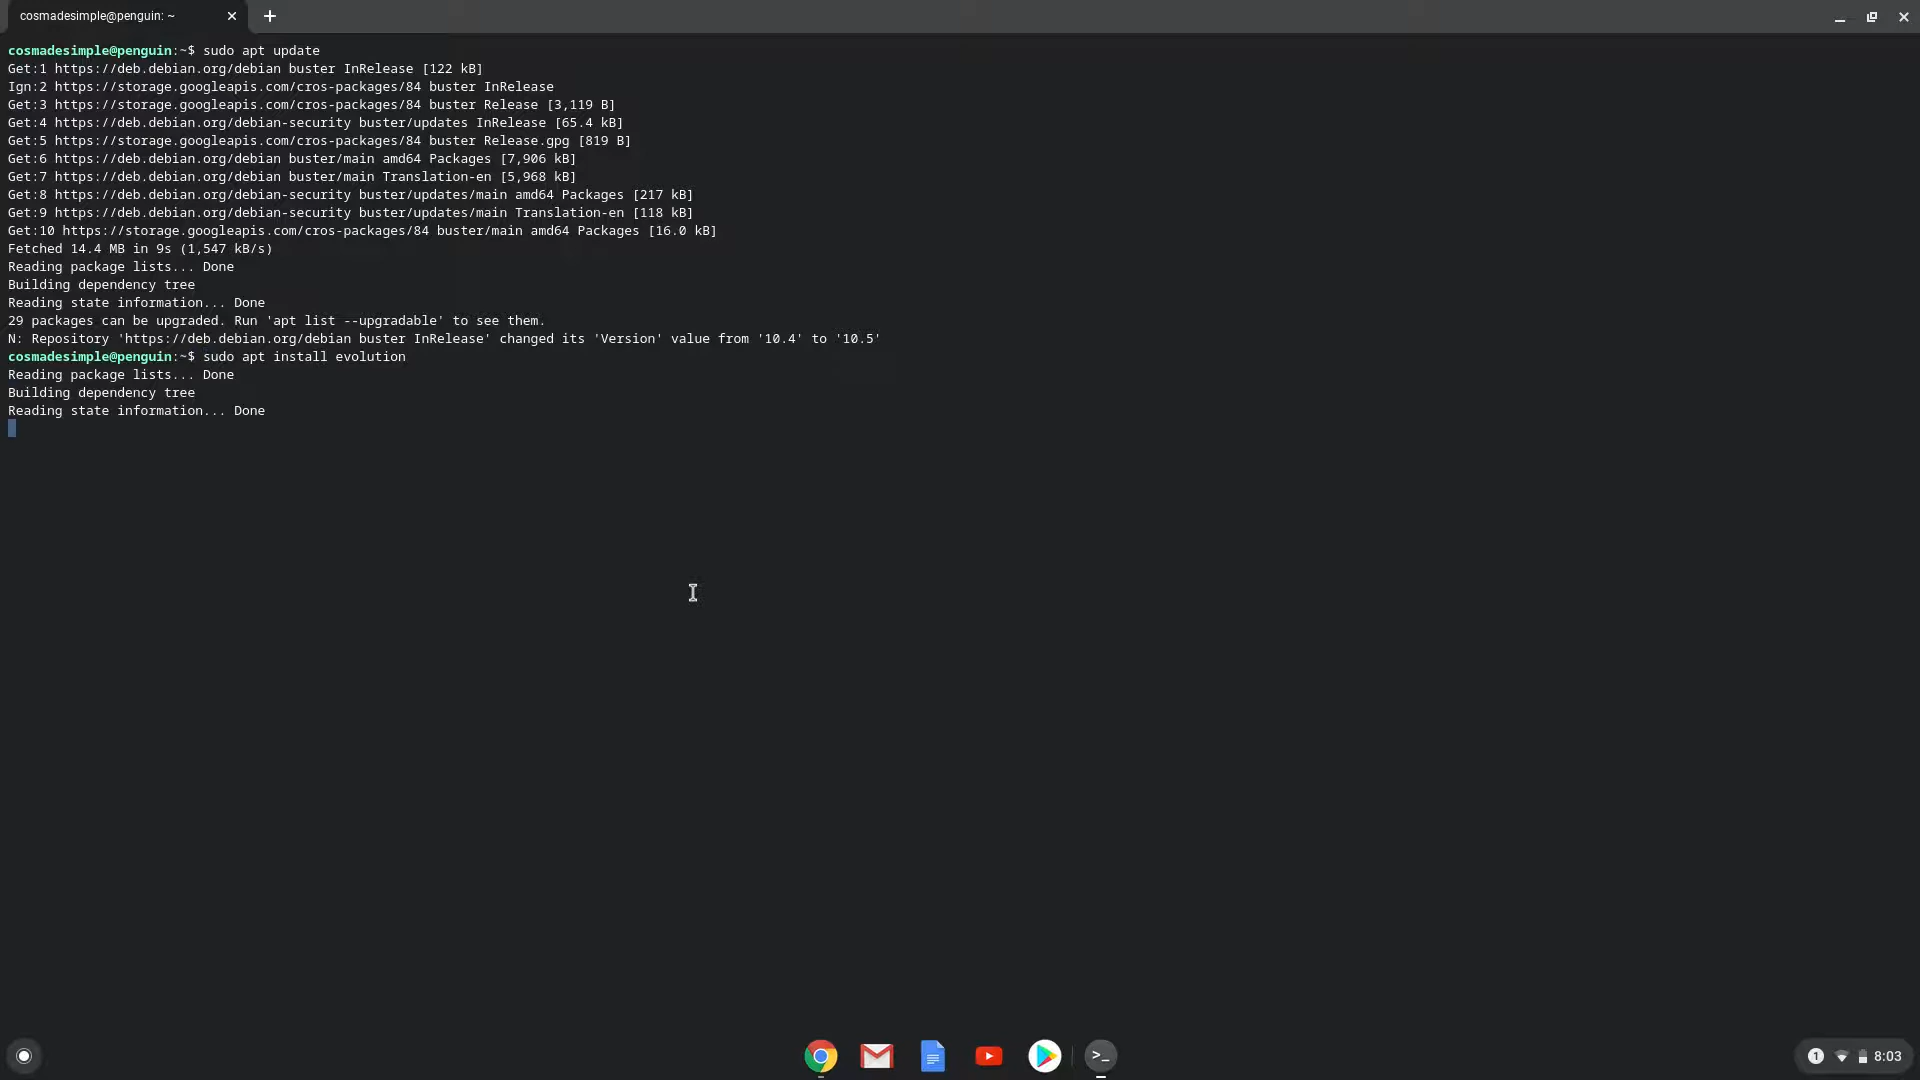 cosmadesimple@penguin: ~
cosmadesimple@penguin:~$ sudo apt update
Get:1 https://deb.debian.org/debian buster InRelease [122 kB]
Ign:2 https://storage.googleapis.com/cros-packages/84 buster InRelease
Get:3 https://storage.googleapis.com/cros-packages/84 buster Release [3,119 B]
Get:4 https://deb.debian.org/debian-security buster/updates InRelease [65.4 kB]
Get:5 https://storage.googleapis.com/cros-packages/84 buster Release.gpg [819 B]
Get:6 https://deb.debian.org/debian buster/main amd64 Packages [7,906 kB]
Get:7 https://deb.debian.org/debian buster/main Translation-en [5,968 kB]
Get:8 https://deb.debian.org/debian-security buster/updates/main amd64 Packages [217 kB]
Get:9 https://deb.debian.org/debian-security buster/updates/main Translation-en [118 kB]
Get:10 https://storage.googleapis.com/cros-packages/84 buster/main amd64 Packages [16.0 kB]
Fetched 14.4 MB in 9s (1,547 kB/s)
Reading package lists... Done
Building dependency tree
Reading state information... Done
29 packages can be upgraded. Run 'apt list --upgradable' to see them.
N: Repository 'https://deb.debian.org/debian buster InRelease' changed its 'Version' value from '10.4' to '10.5'
cosmadesimple@penguin:~$ sudo apt install evolution
Reading package lists... Done
Building dependency tree
Reading state information... Done
>_
1 8:03